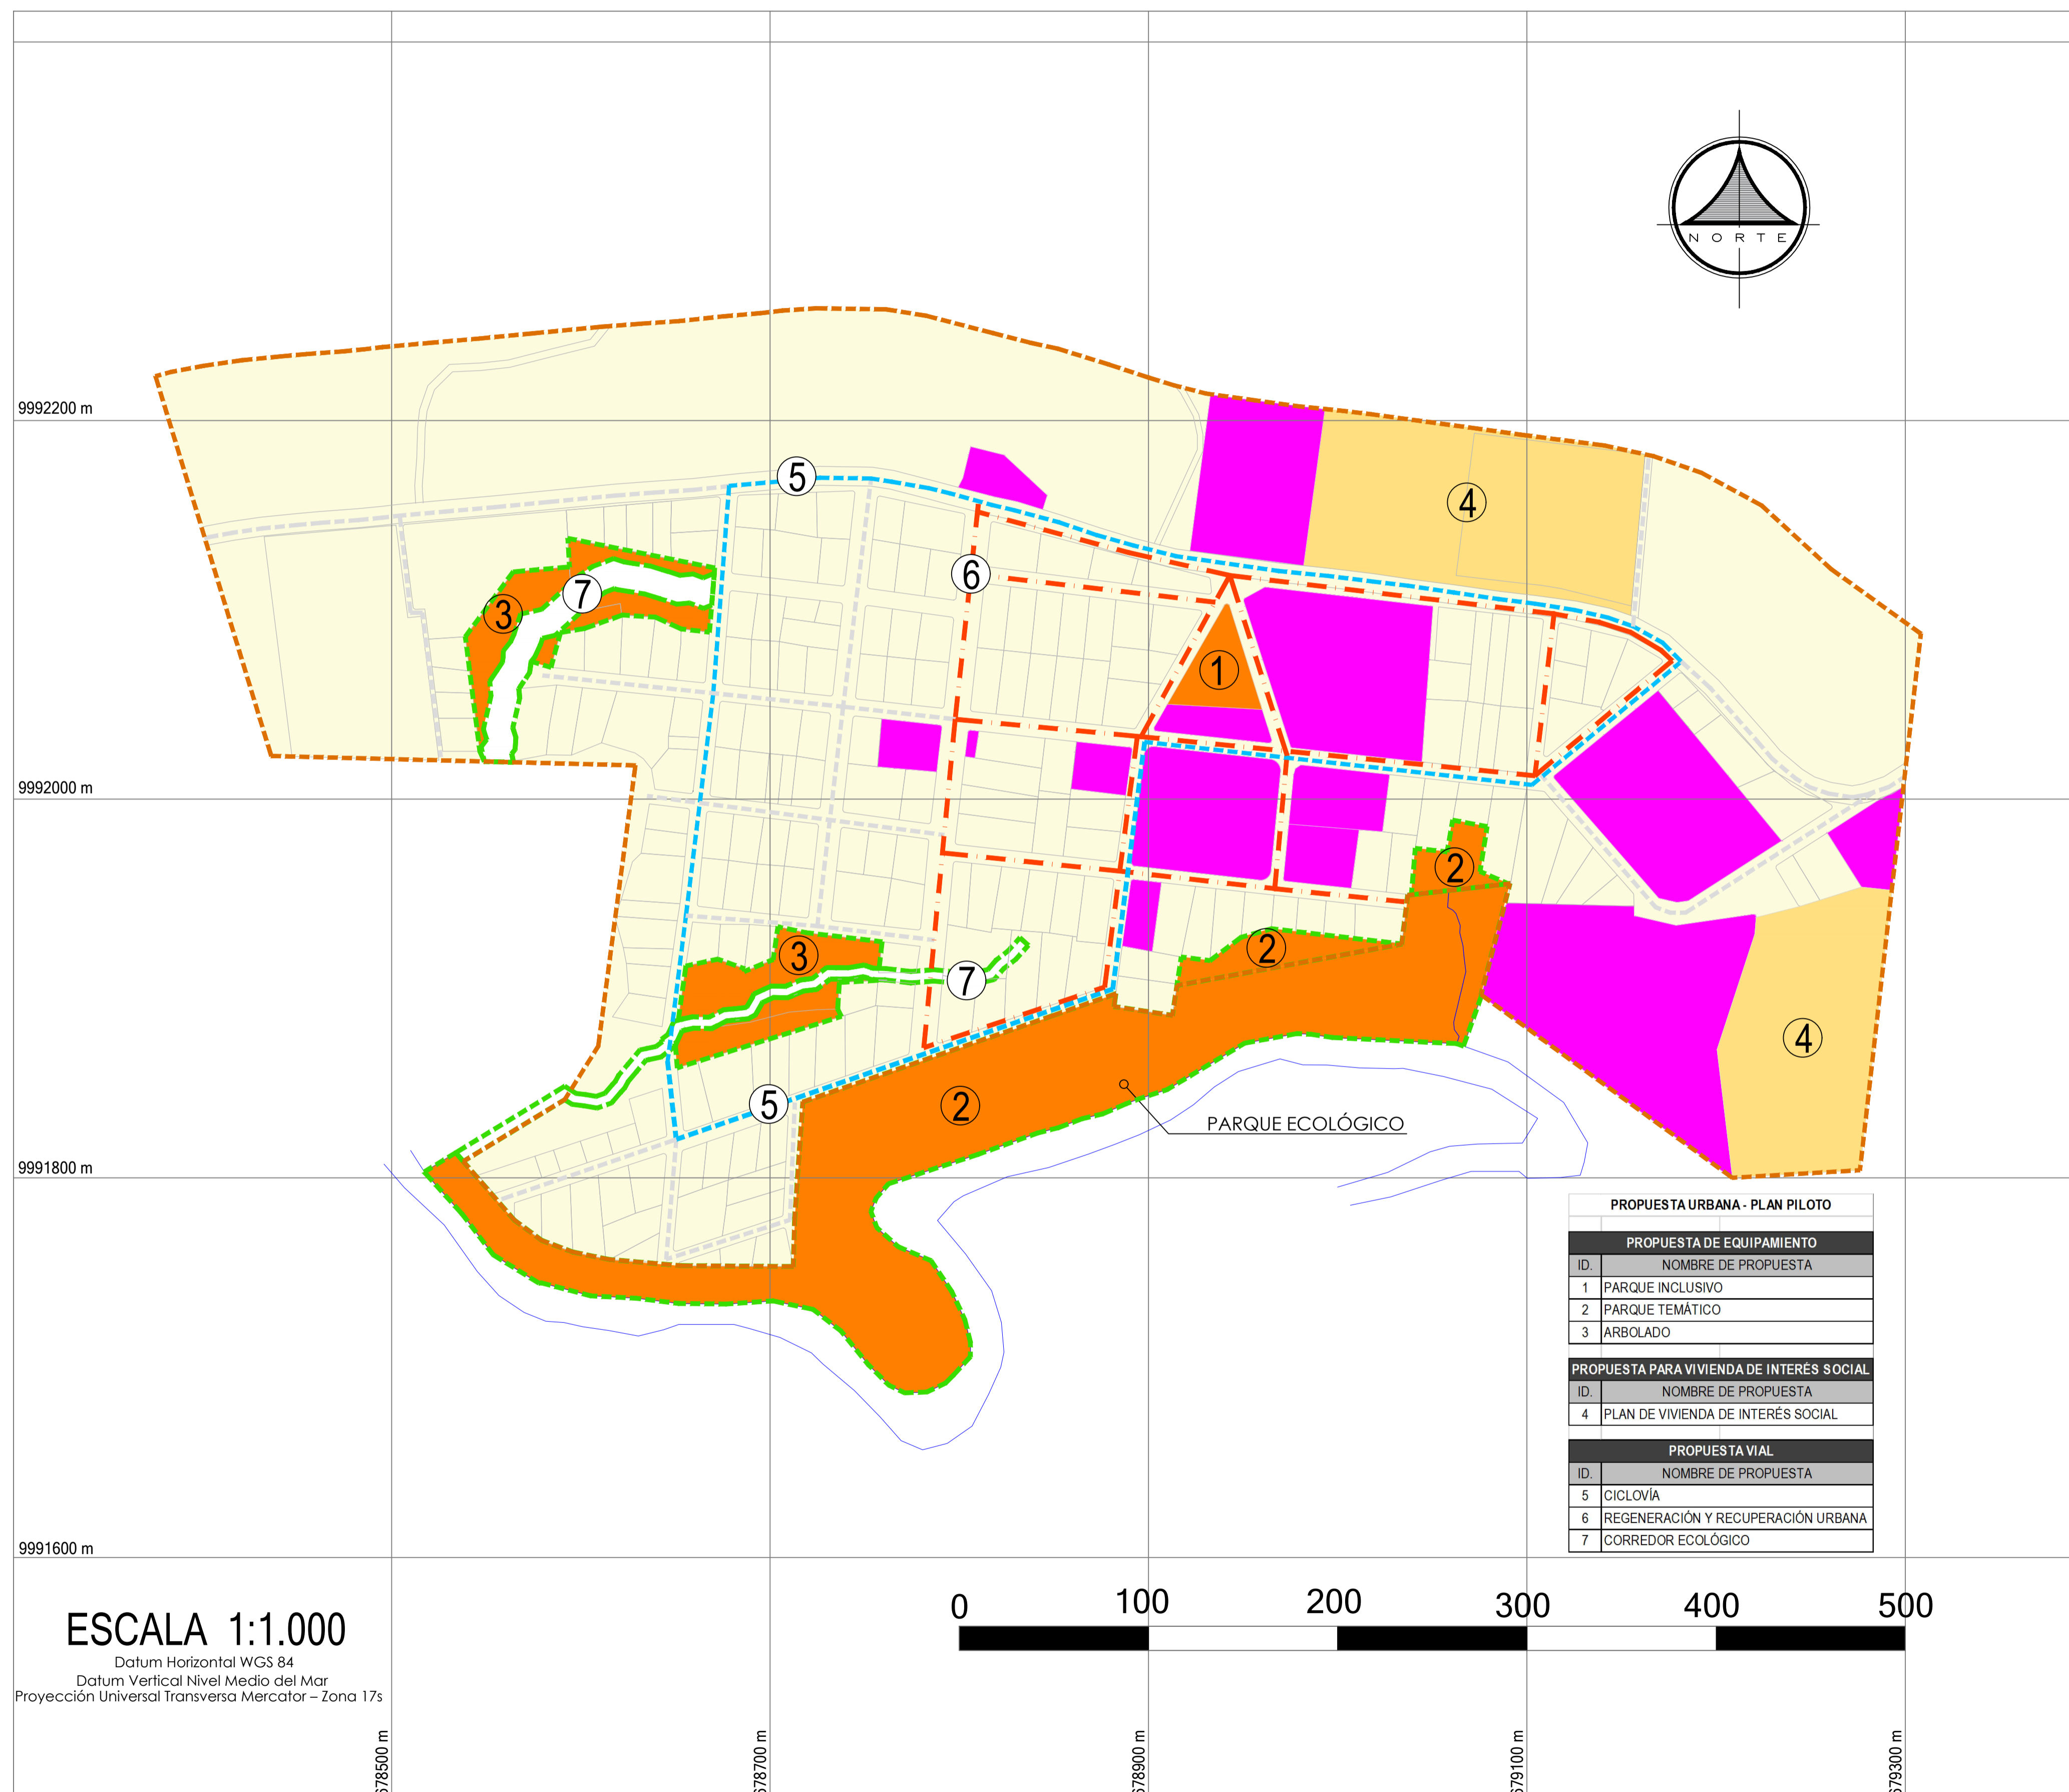 NORTE
9992200 m
5
4
6
7
3
1
9992000 m
2
3
2
7
4
5
2
PARQUE ECOLÓGICO
9991800 m
PROPUESTA URBANA - PLAN PILOTO
PROPUESTA DE EQUIPAMIENTO
ID. NOMBRE DE PROPUESTA
1 PARQUE INCLUSIVO
2 PARQUE TEMÁTICO
3 ARBOLADO
PROPUESTA PARA VIVIENDA DE INTERÉS SOCIAL
ID. NOMBRE DE PROPUESTA
4 PLAN DE VIVIENDA DE INTERÉS SOCIAL
PROPUESTA VIAL
ID. NOMBRE DE PROPUESTA
5 CICLOVÍA
6 REGENERACIÓN Y RECUPERACIÓN URBANA
7 CORREDOR ECOLÓGICO
9991600 m
0 100 200 300 400 500
ESCALA 1:1.000
Datum Horizontal WGS 84
Datum Vertical Nivel Medio del Mar
Proyección Universal Transversa Mercator – Zona 17s
678500 m
678700 m
678900 m
679100 m
679300 m